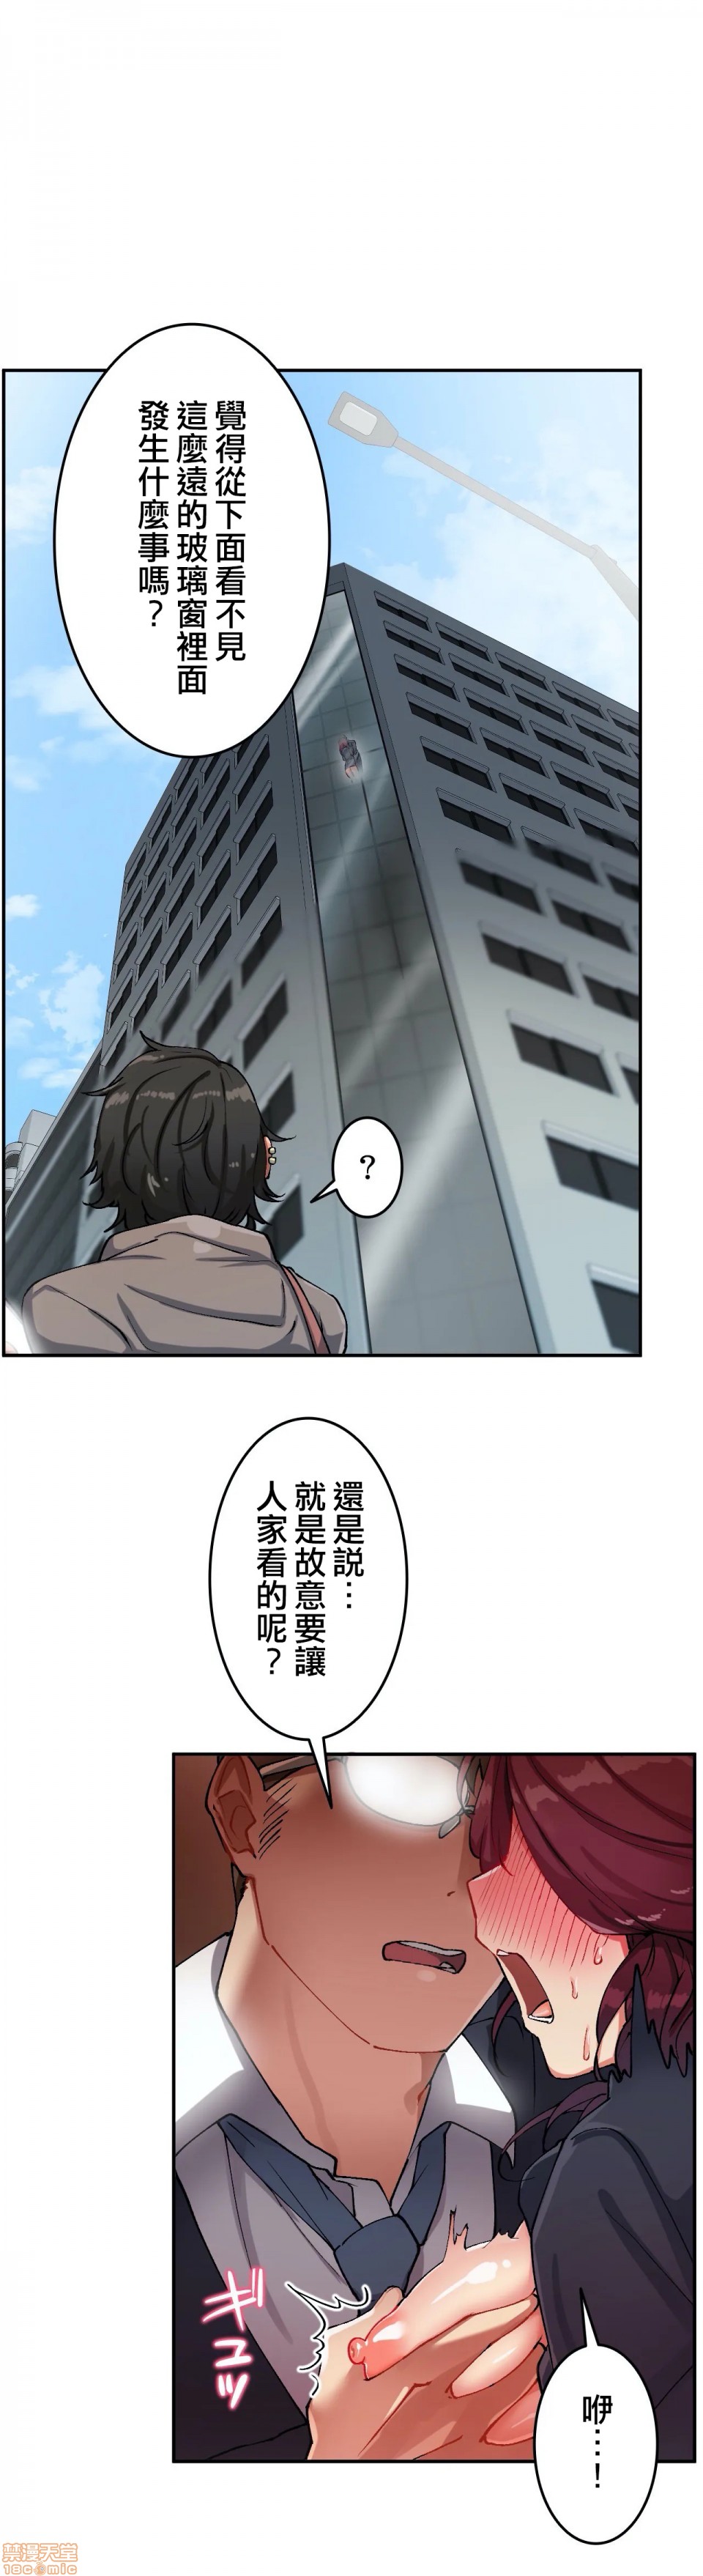 覺得從下面看不見
這麼遠的玻璃窗裡面
發生什麼事嗎？
？
還是説…
就是故意要讓
人家看的呢？
ギュッ
咿…！
禁漫天堂
18comic